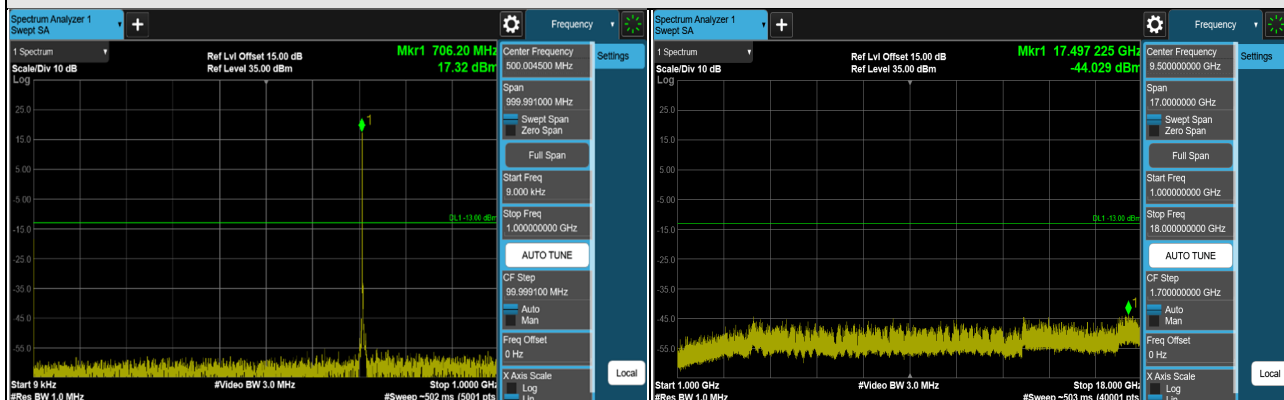 Spectrum Analyzer 1
Swept SA
+
Frequency
1 Spectrum
Scale/Div 10 dB
Log
Ref Lvl Offset 15.00 dB
Ref Level 35.00 dBm
Mkr1 706.20 MHz
17.32 dBm
1
25.0
15.0
5.00
-5.00
-15.0
-25.0
-35.0
-45.0
-55.0
DL1 -13.00 dBm
Start 9 kHz
#Video BW 3.0 MHz
Stop 1.0000 GHz
#Res BW 1.0 MHz
#Sweep ~502 ms (5001 pts
Center Frequency
500.004500 MHz
Settings
Span
999.991000 MHz
Swept Span
Zero Span
Full Span
Start Freq
9.000 kHz
Stop Freq
1.000000000 GHz
AUTO TUNE
CF Step
99.999100 MHz
Auto
Man
Freq Offset
0 Hz
X Axis Scale
Log
Lin
Local
Spectrum Analyzer 1
Swept SA
+
Frequency
1 Spectrum
Scale/Div 10 dB
Log
Ref Lvl Offset 15.00 dB
Ref Level 35.00 dBm
Mkr1 17.497 225 GHz
-44.029 dBm
1
25.0
15.0
5.00
-5.00
-15.0
-25.0
-35.0
-45.0
-55.0
DL1 -13.00 dBm
Start 1.000 GHz
#Video BW 3.0 MHz
Stop 18.000 GHz
#Res BW 1.0 MHz
#Sweep ~503 ms (40001 pts
Center Frequency
9.50000000 GHz
Settings
Span
17.0000000 GHz
Swept Span
Zero Span
Full Span
Start Freq
1.00000000 GHz
Stop Freq
18.00000000 GHz
AUTO TUNE
CF Step
1.700000000 GHz
Auto
Man
Freq Offset
0 Hz
X Axis Scale
Log
Lin
Local